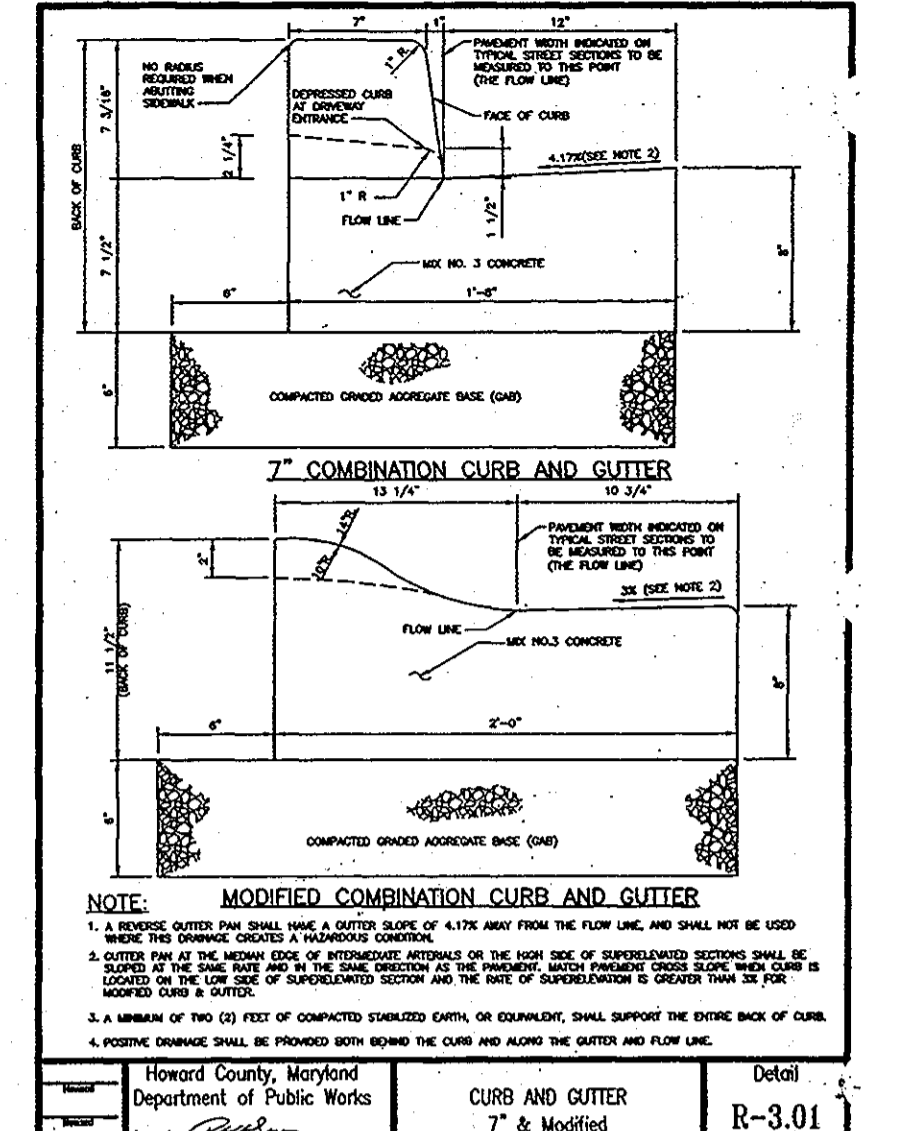 7" 1" 12"
NO RADIUS
REQUIRED WHEN
ABUTTING
SIDEWALK
PAVEMENT WIDTH INDICATED ON
TYPICAL STREET SECTIONS TO BE
MEASURED TO THIS POINT
(THE FLOW LINE)
1" R
DEPRESSED CURB
AT DRIVEWAY
ENTRANCE
FACE OF CURB
7 3/16"
2 1/4"
4.17%(SEE NOTE 2)
BACK OF CURB
1" R
FLOW LINE
1 1/2"
7 1/2"
8"
MIX NO. 3 CONCRETE
6" 1'-8"
6"
COMPACTED GRADED AGGREGATE BASE (GAB)
7" COMBINATION CURB AND GUTTER
13 1/4" 10 3/4"
14"R
10"R
PAVEMENT WIDTH INDICATED ON
TYPICAL STREET SECTIONS TO
BE MEASURED TO THIS POINT
(THE FLOW LINE)
2"
3% (SEE NOTE 2)
FLOW LINE
MIX NO.3 CONCRETE
11 1/2"
(BACK OF CURB)
8"
6" 2'-0"
6"
COMPACTED GRADED AGGREGATE BASE (GAB)
MODIFIED COMBINATION CURB AND GUTTER
NOTE:
1. A REVERSE GUTTER PAN SHALL HAVE A GUTTER SLOPE OF 4.17% AWAY FROM THE FLOW LINE, AND SHALL NOT BE USED
WHERE THIS DRAINAGE CREATES A HAZARDOUS CONDITION.
2. GUTTER PAN AT THE MEDIAN EDGE OF INTERMEDIATE ARTERIALS OR THE HIGH SIDE OF SUPERELEVATED SECTIONS SHALL BE
SLOPED AT THE SAME RATE AND IN THE SAME DIRECTION AS THE PAVEMENT. MATCH PAVEMENT CROSS SLOPE WHEN CURB IS
LOCATED ON THE LOW SIDE OF SUPERELEVATED SECTION AND THE RATE OF SUPERELEVATION IS GREATER THAN 3% FOR
MODIFIED CURB & GUTTER.
3. A MINIMUM OF TWO (2) FEET OF COMPACTED STABILIZED EARTH, OR EQUIVALENT, SHALL SUPPORT THE ENTIRE BACK OF CURB.
4. POSITIVE DRAINAGE SHALL BE PROVIDED BOTH BEHIND THE CURB AND ALONG THE GUTTER AND FLOW LINE.
Revised
Revised
Howard County, Maryland
Department of Public Works
CURB AND GUTTER
7" & Modified
Detail
R-3.01